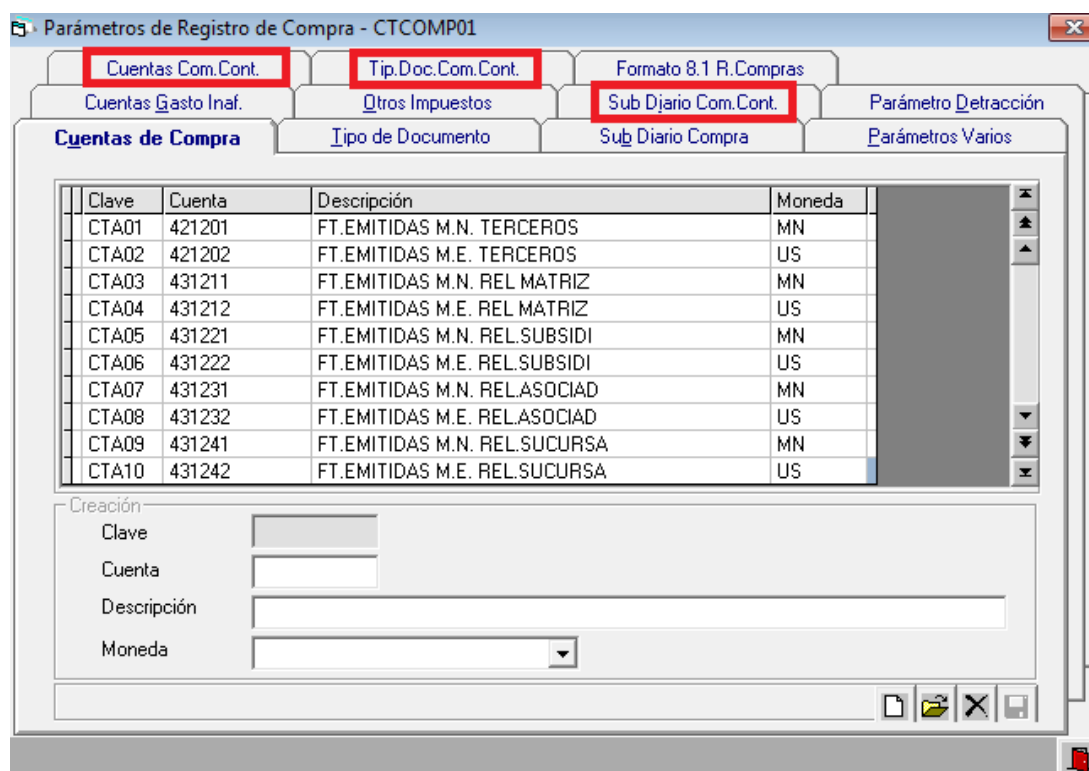 Parámetros de Registro de Compra - CTCOMP01
Cuentas Com.Cont. Tip.Doc.Com.Cont. Formato 8.1 R.Compras
Cuentas Gasto Inaf. Otros Impuestos Sub Diario Com.Cont. Parámetro Detracción
Cuentas de Compra Tipo de Documento Sub Diario Compra Parámetros Varios
Clave Cuenta Descripción Moneda
CTA01 421201 FT.EMITIDAS M.N. TERCEROS MN
CTA02 421202 FT.EMITIDAS M.E. TERCEROS US
CTA03 431211 FT.EMITIDAS M.N. REL MATRIZ MN
CTA04 431212 FT.EMITIDAS M.E. REL MATRIZ US
CTA05 431221 FT.EMITIDAS M.N. REL.SUBSIDI MN
CTA06 431222 FT.EMITIDAS M.E. REL.SUBSIDI US
CTA07 431231 FT.EMITIDAS M.N. REL.ASOCIAD MN
CTA08 431232 FT.EMITIDAS M.E. REL.ASOCIAD US
CTA09 431241 FT.EMITIDAS M.N. REL.SUCURSA MN
CTA10 431242 FT.EMITIDAS M.E. REL.SUCURSA US
Creación
Clave
Cuenta
Descripción
Moneda